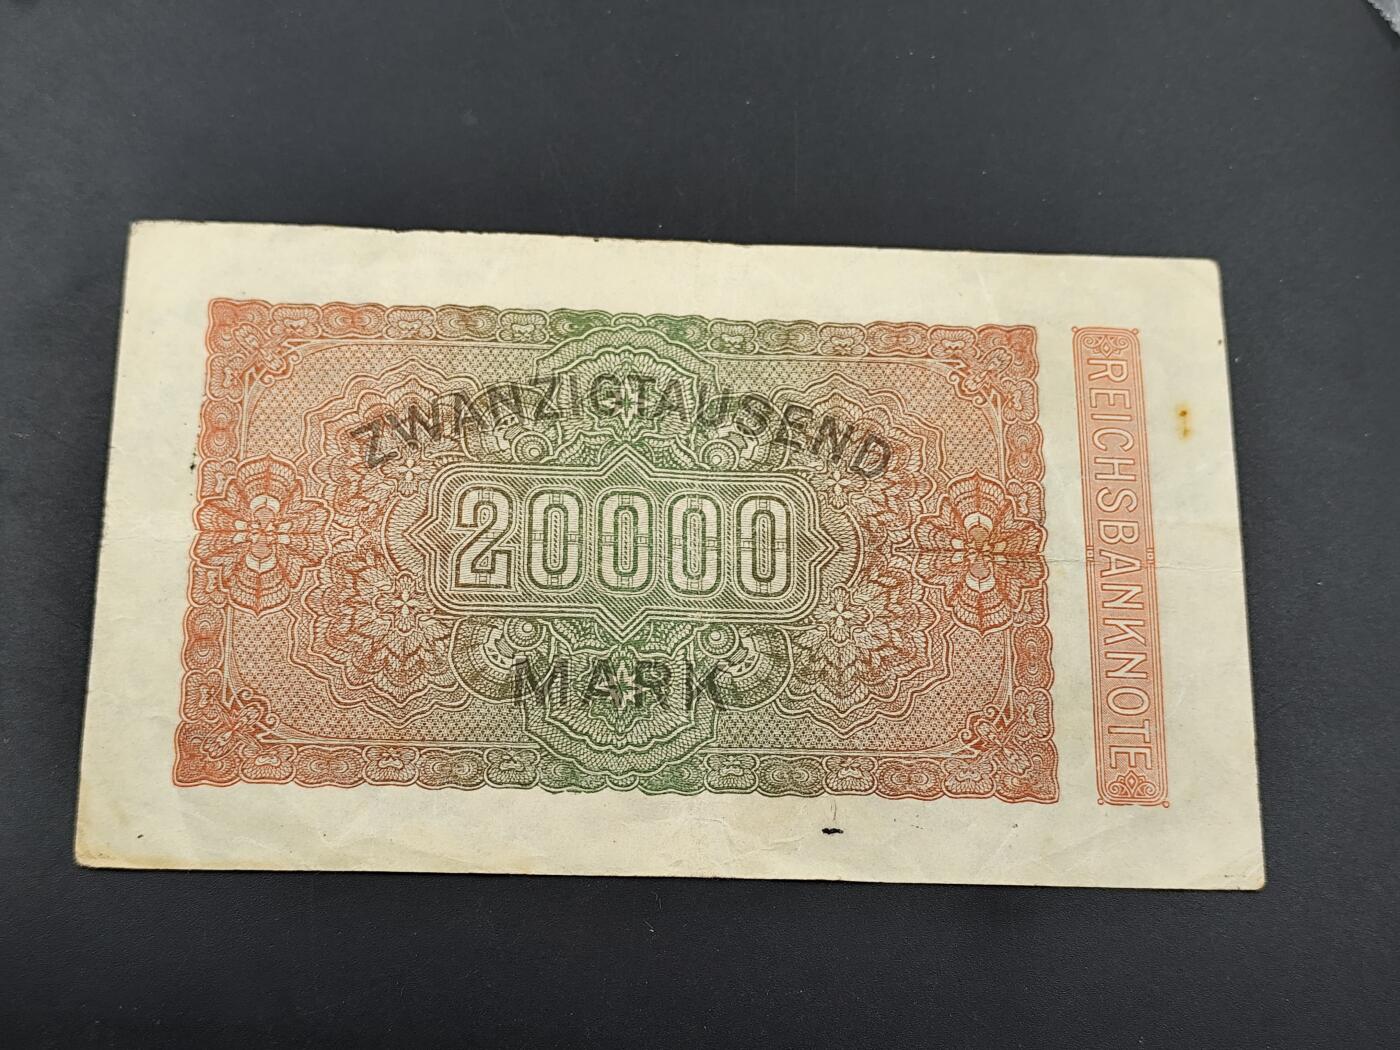 ZWANZIGTAUSEND
20000
MARK
REICHSBANKNOTE